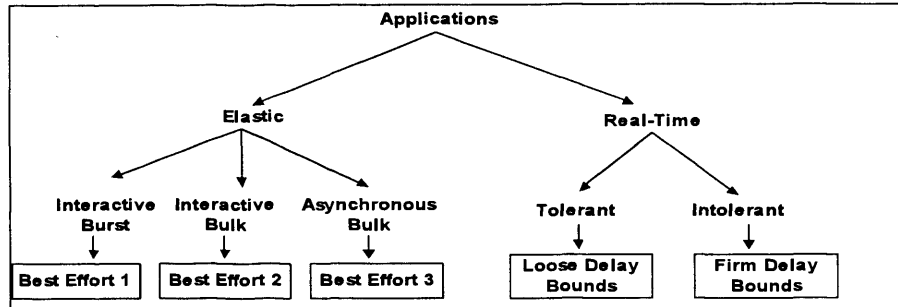 Applications
Elastic
Real-Time
Interactive Burst
Interactive Bulk
Asynchronous Bulk
Tolerant
Intolerant
Best Effort 1
Best Effort 2
Best Effort 3
Loose Delay Bounds
Firm Delay Bounds